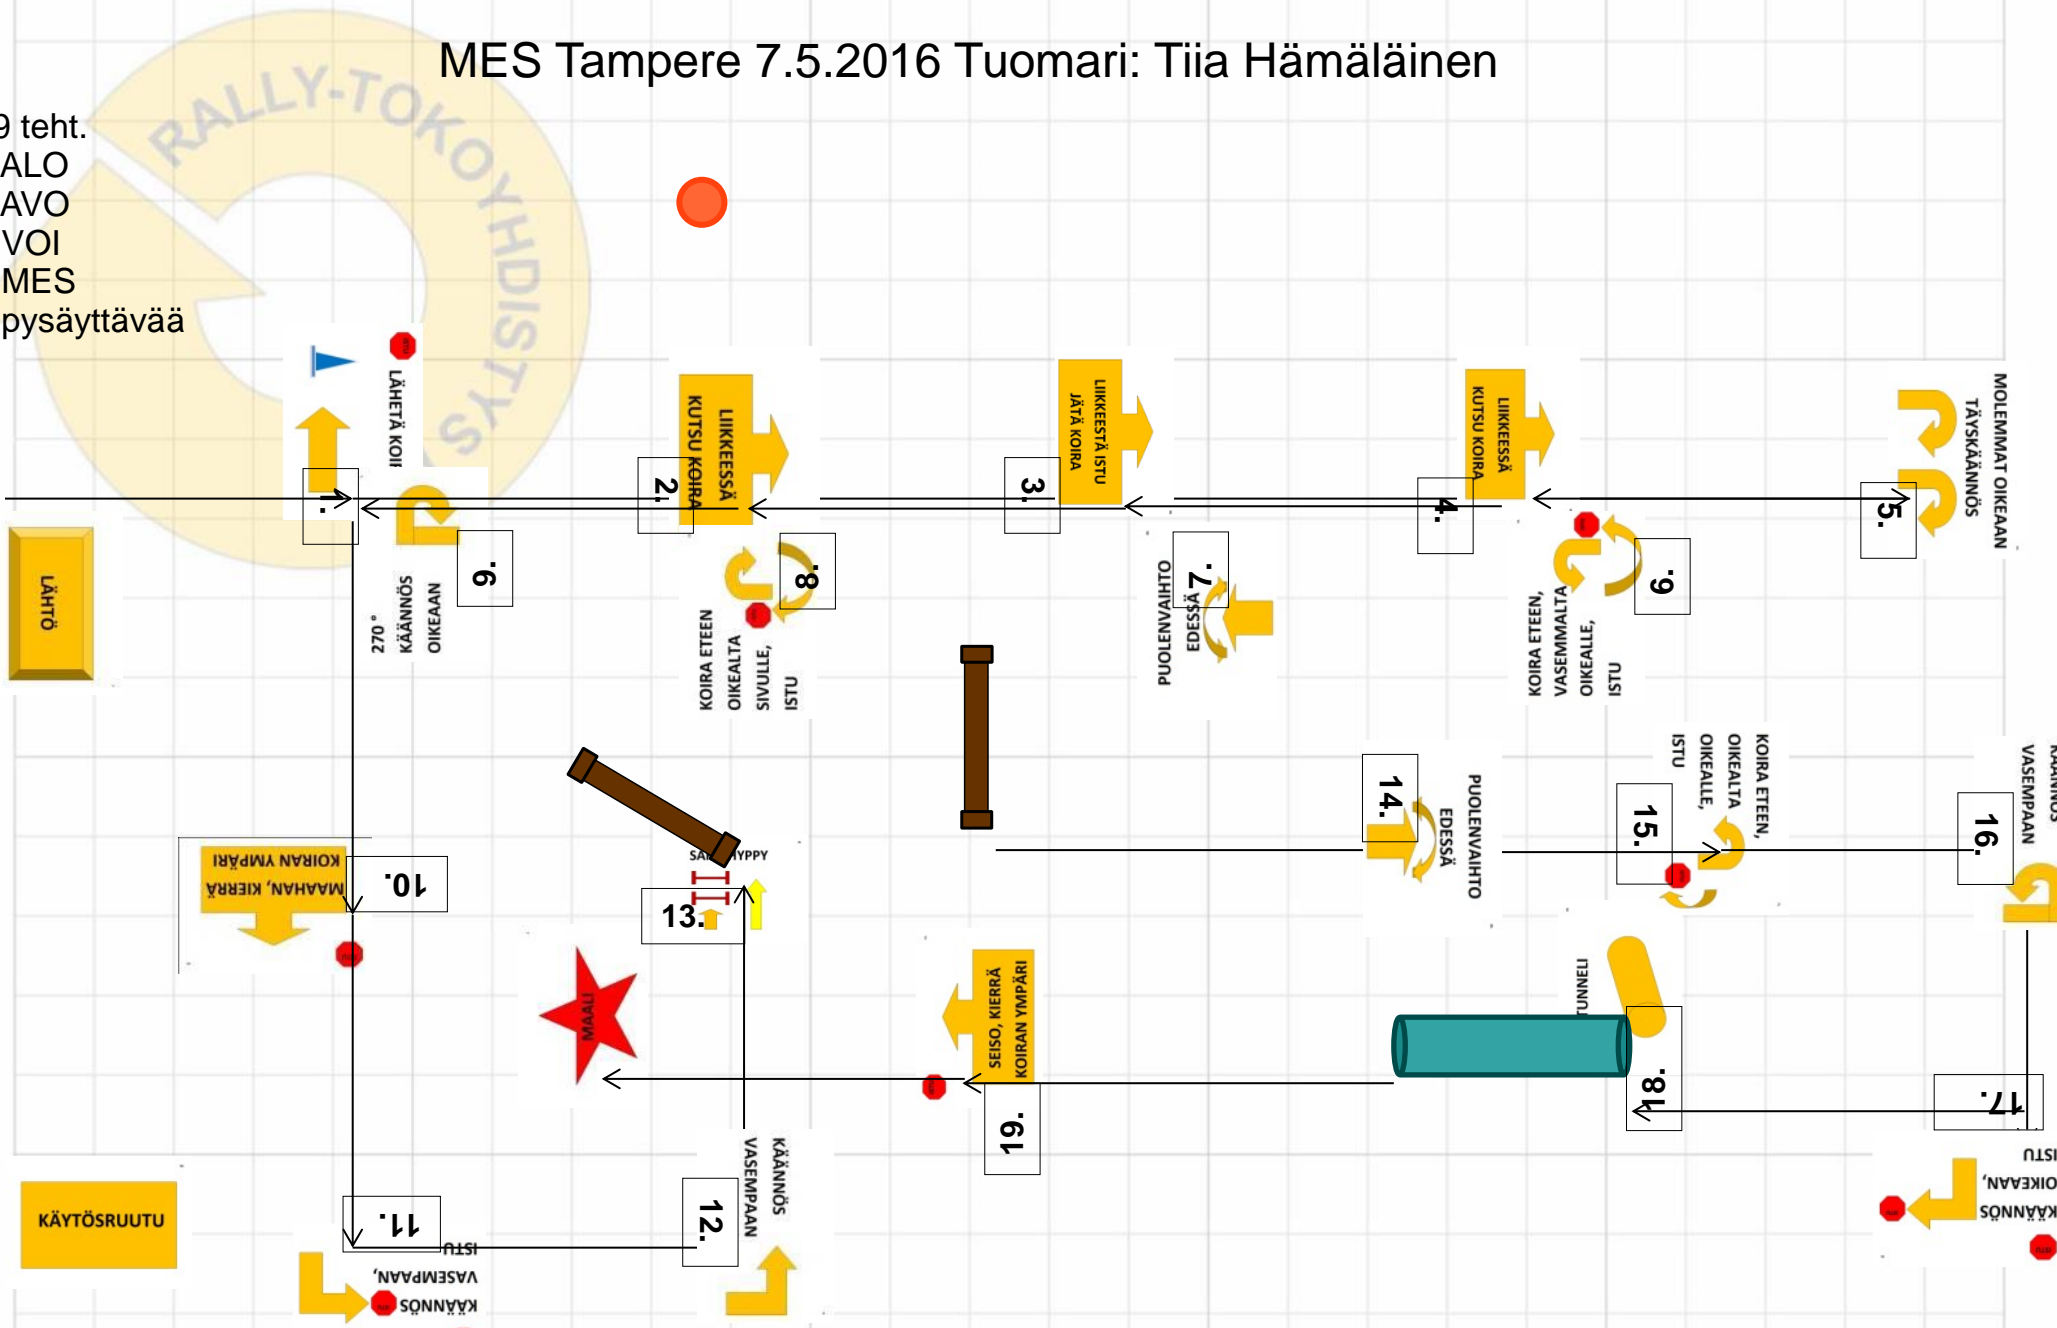 MES Tampere 7.5.2016 Tuomari: Tiia Hämäläinen
RALLY-TOKOYHDISTYS
9 teht.
ALO
AVO
VOI
MES
pysäyttävää
LÄHTÖ
1.
LÄHETÄ KOIR
2.
LIIKKEESSÄ
KUTSU KOIRA
3.
LIIKKEESTÄ ISTU
JÄTÄ KOIRA
4.
LIIKKEESSÄ
KUTSU KOIRA
5.
MOLEMMAT OIKEAAN
TÄYSKÄÄNNÖS
9.
KOIRA ETEEN,
VASEMMALTA
OIKEALLE,
ISTU
7.
PUOLENVAIHTO
EDESSÄ
8.
KOIRA ETEEN
OIKEALTA
SIVULLE,
ISTU
6.
270°
KÄÄNNÖS
OIKEAAN
10.
MAAHAN, KIERRÄ
KOIRAN YMPÄRI
11.
KÄÄNNÖS
VASEMPAAN,
ISTU
12.
KÄÄNNÖS
VASEMPAAN
13.
HYPPY
14.
PUOLENVAIHTO
EDESSÄ
15.
KOIRA ETEEN,
OIKEALTA
OIKEALLE,
ISTU
16.
KÄÄNNÖS
VASEMPAAN
17.
KÄÄNNÖS
OIKEAAN,
ISTU
18.
TUNNELI
19.
SEISO, KIERRÄ
KOIRAN YMPÄRI
MAALI
KÄYTÖSRUUTU